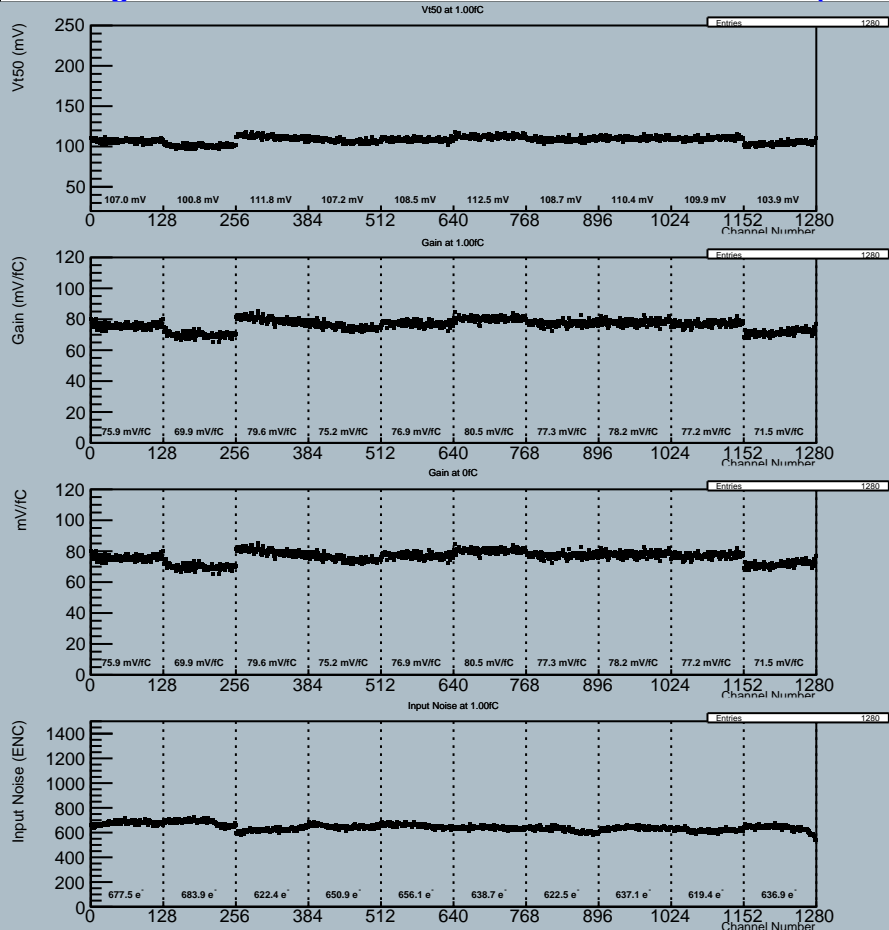 Vt50 at 1.00fC
Entries 1280
Vt50 (mV)
250
200
150
100
50
107.0 mV 100.8 mV 111.8 mV 107.2 mV 108.5 mV 112.5 mV 108.7 mV 110.4 mV 109.9 mV 103.9 mV
0 128 256 384 512 640 768 896 1024 1152 1280
Channel Number
Gain at 1.00fC
Entries 1280
Gain (mV/fC)
120
100
80
60
40
20
0
75.9 mV/fC 69.9 mV/fC 79.6 mV/fC 75.2 mV/fC 76.9 mV/fC 80.5 mV/fC 77.3 mV/fC 78.2 mV/fC 77.2 mV/fC 71.5 mV/fC
0 128 256 384 512 640 768 896 1024 1152 1280
Channel Number
Gain at 0fC
Entries 1280
mV/fC
120
100
80
60
40
20
0
75.9 mV/fC 69.9 mV/fC 79.6 mV/fC 75.2 mV/fC 76.9 mV/fC 80.5 mV/fC 77.3 mV/fC 78.2 mV/fC 77.2 mV/fC 71.5 mV/fC
0 128 256 384 512 640 768 896 1024 1152 1280
Channel Number
Input Noise at 1.00fC
Entries 1280
Input Noise (ENC)
1400
1200
1000
800
600
400
200
0
677.5 e⁻ 683.9 e⁻ 622.4 e⁻ 650.9 e⁻ 656.1 e⁻ 638.7 e⁻ 622.5 e⁻ 637.1 e⁻ 619.4 e⁻ 636.9 e⁻
0 128 256 384 512 640 768 896 1024 1152 1280
Channel Number